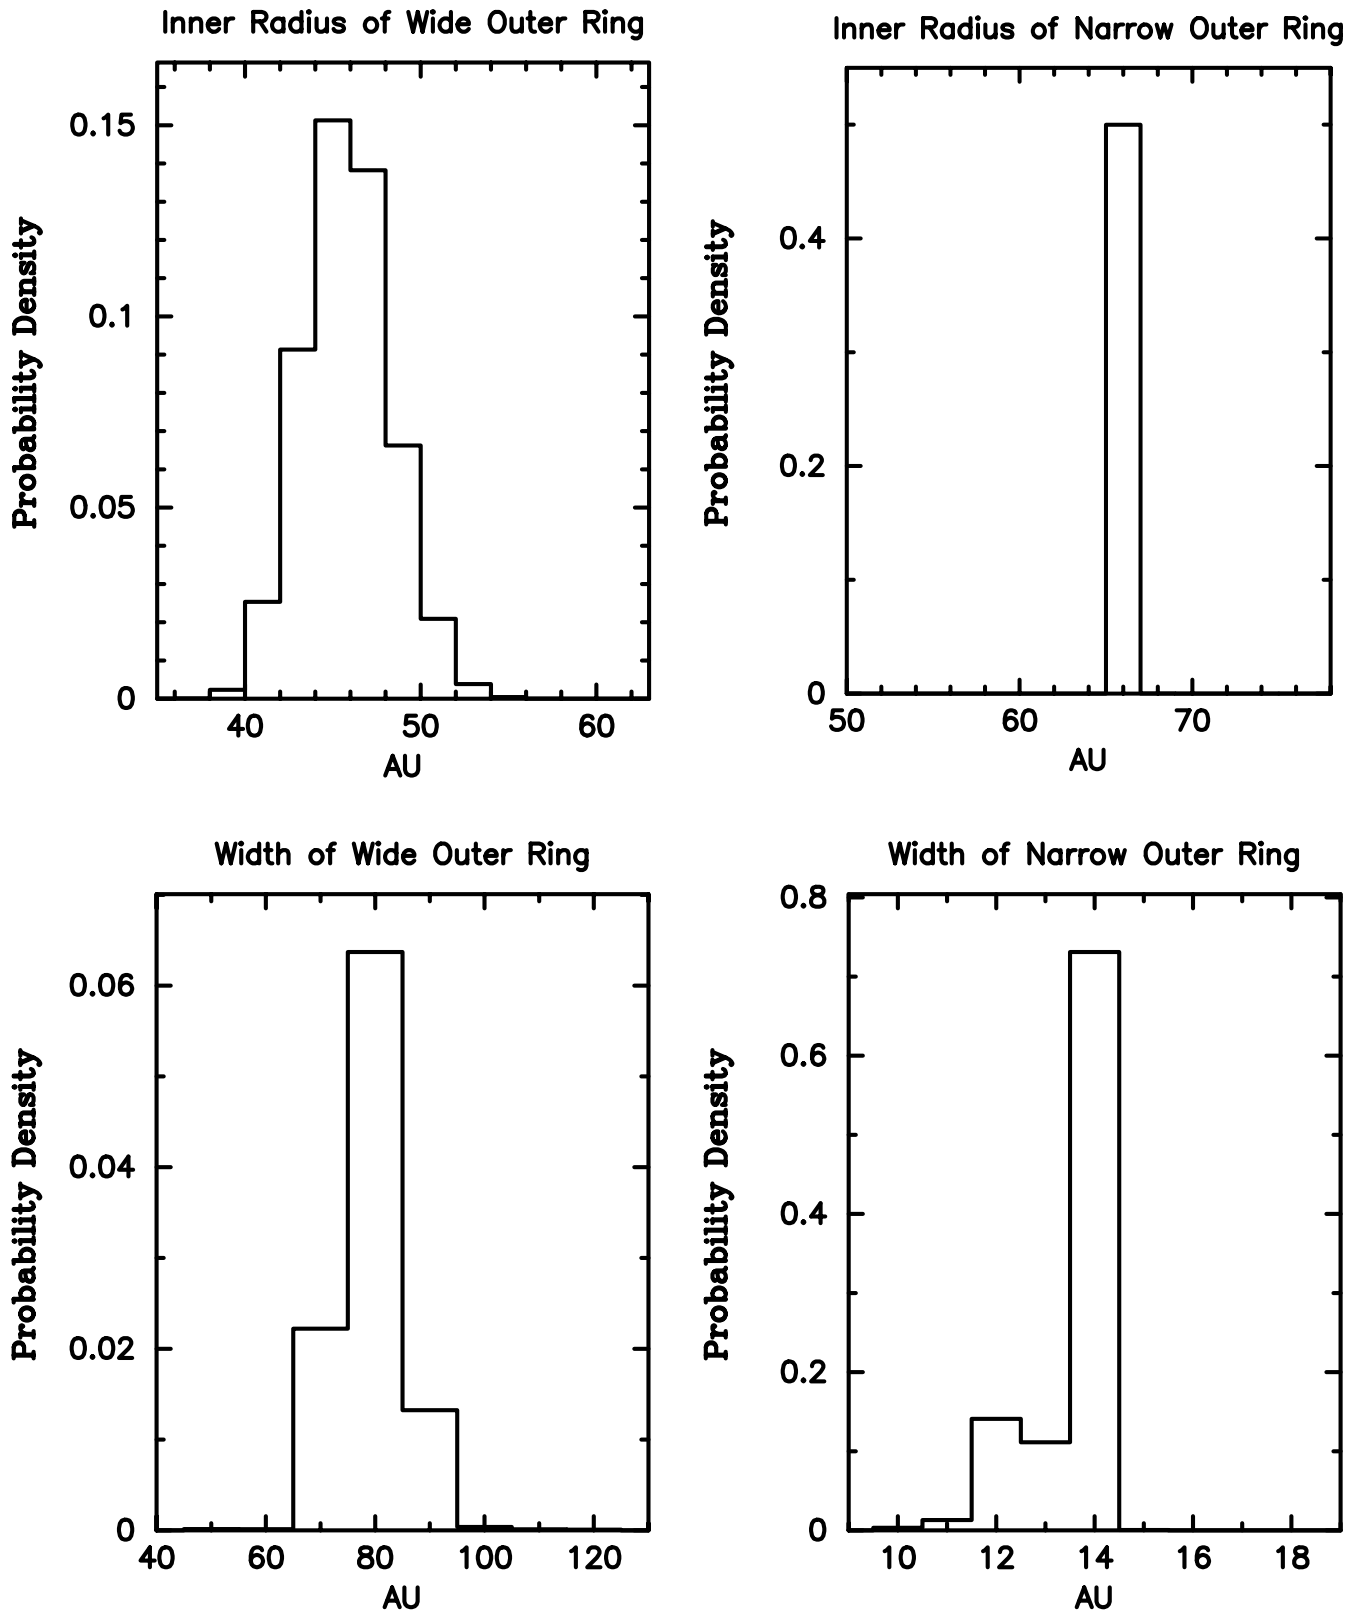 Inner Radius of Wide Outer Ring
Probability Density
0.15
0.1
0.05
0
40 50 60
AU
Inner Radius of Narrow Outer Ring
Probability Density
0.4
0.2
0
50 60 70
AU
Width of Wide Outer Ring
Probability Density
0.06
0.04
0.02
0
40 60 80 100 120
AU
Width of Narrow Outer Ring
Probability Density
0.8
0.6
0.4
0.2
0
10 12 14 16 18
AU